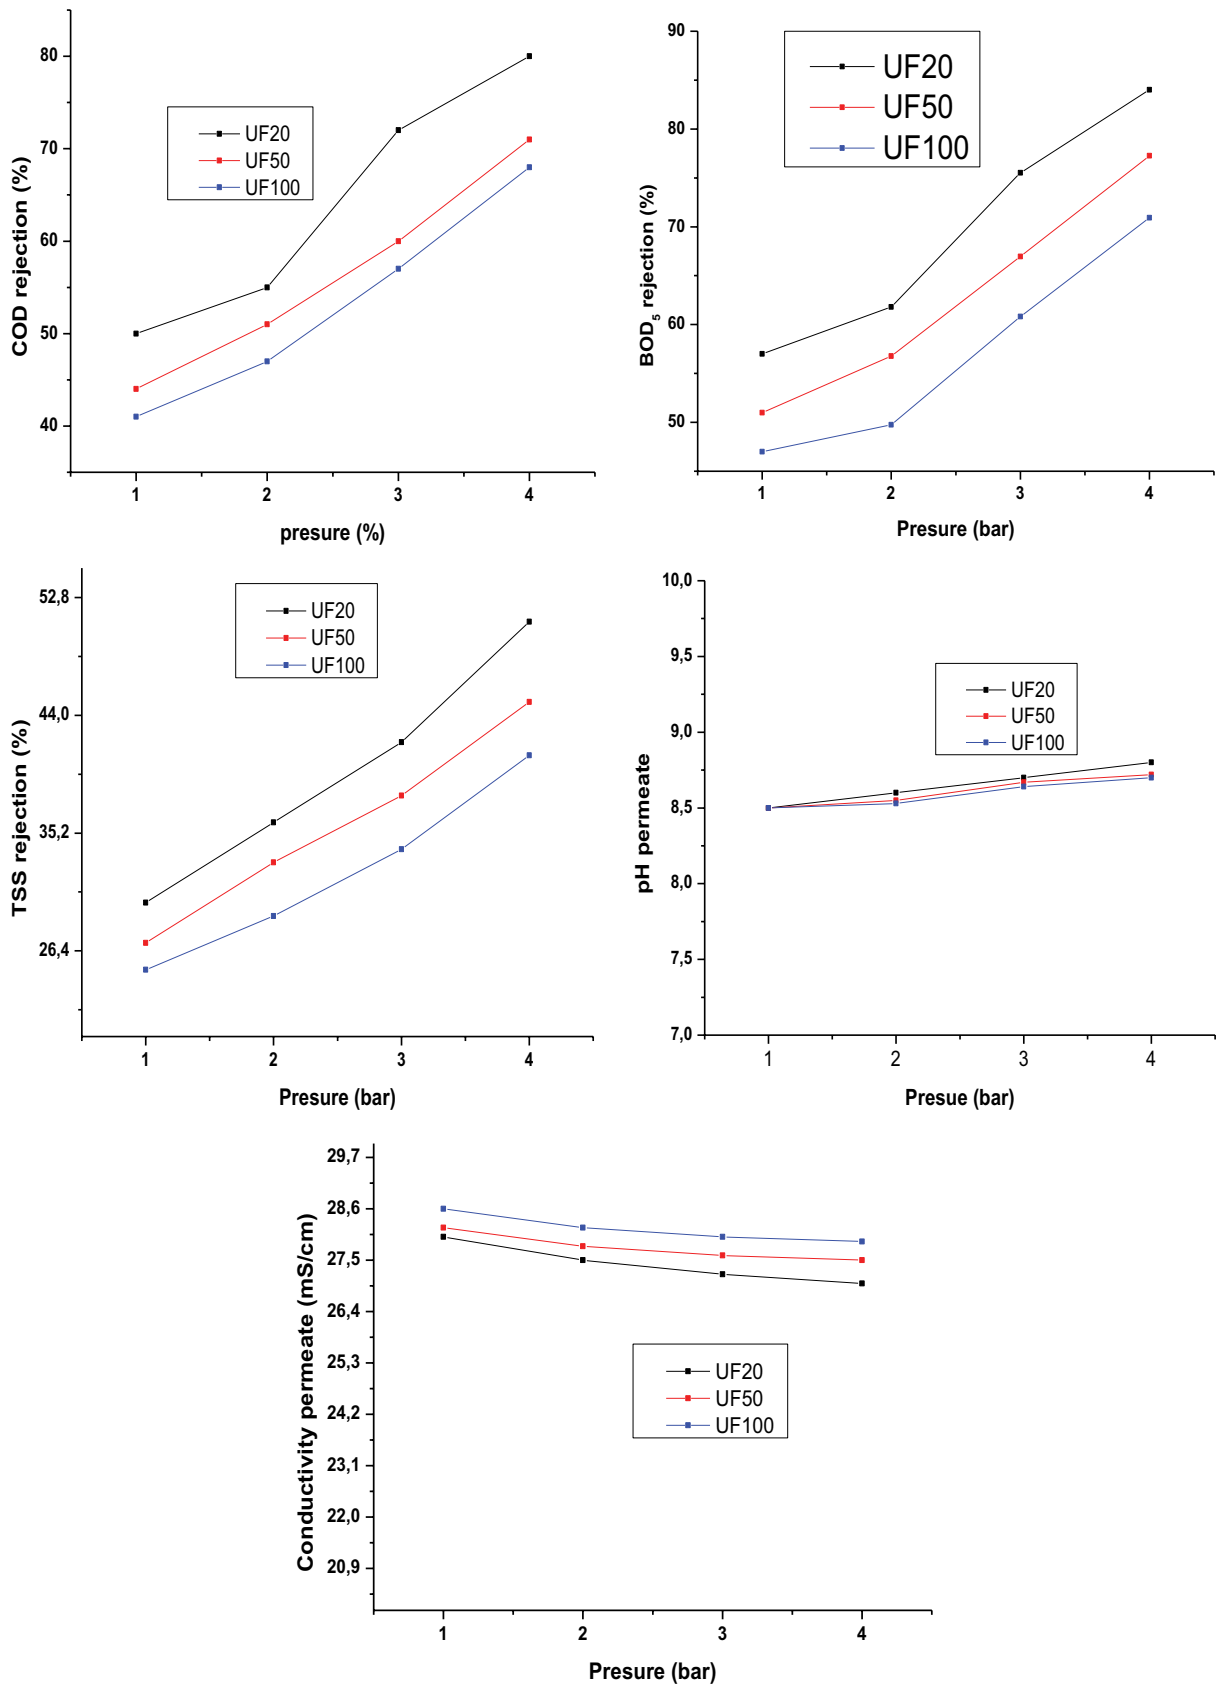 COD rejection (%)
80
70
60
50
40
UF20
UF50
UF100
1 2 3 4
presure (%)
BOD₅ rejection (%)
90
80
70
60
50
UF20
UF50
UF100
1 2 3 4
Presure (bar)
TSS rejection (%)
52,8
44,0
35,2
26,4
UF20
UF50
UF100
1 2 3 4
Presure (bar)
pH permeate
10,0
9,5
9,0
8,5
8,0
7,5
7,0
UF20
UF50
UF100
1 2 3 4
Presue (bar)
Conductivity permeate (mS/cm)
29,7
28,6
27,5
26,4
25,3
24,2
23,1
22,0
20,9
UF20
UF50
UF100
1 2 3 4
Presure (bar)